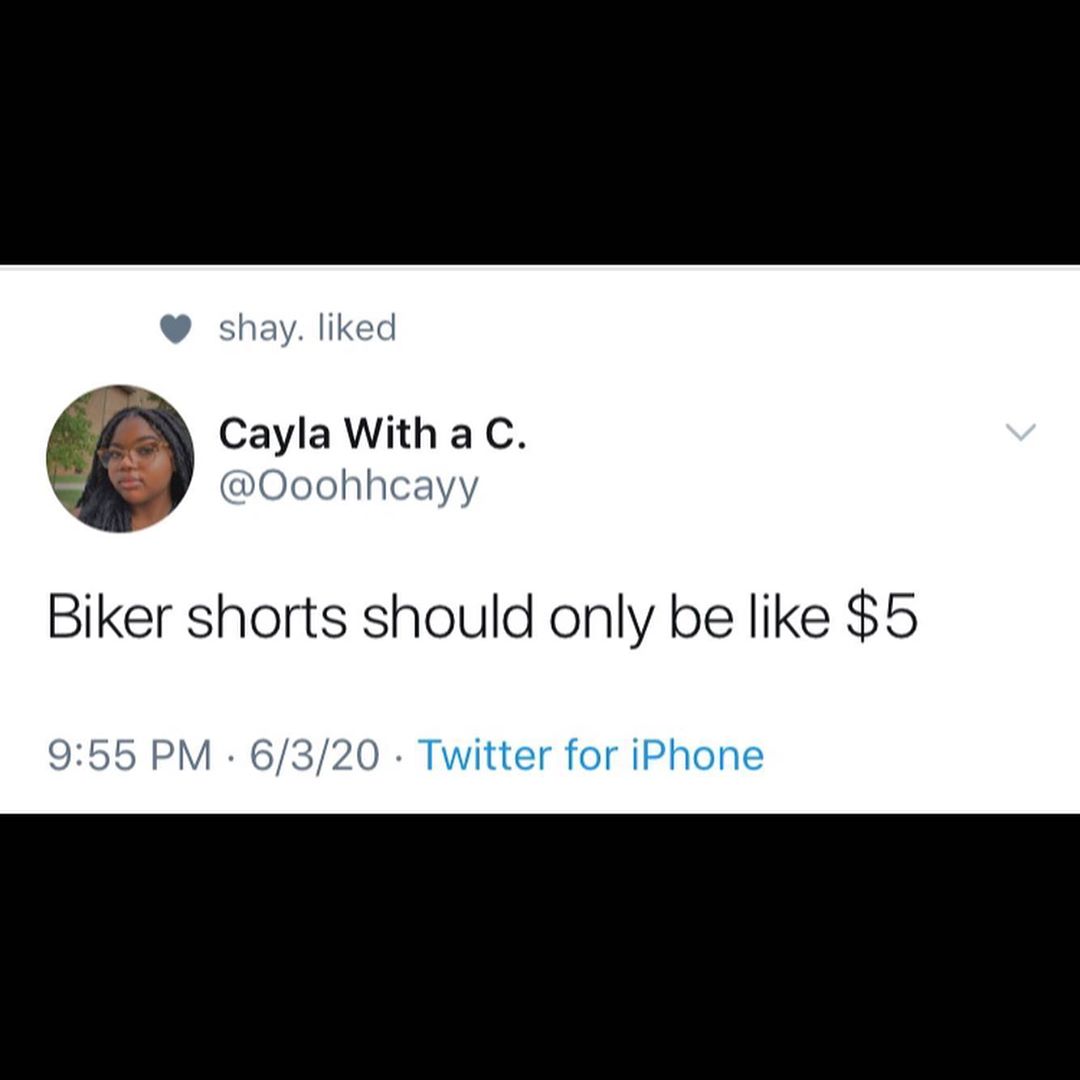 shay. liked
Cayla With a C.
@Ooohhcayy
Biker shorts should only be like $5
9:55 PM · 6/3/20 · Twitter for iPhone